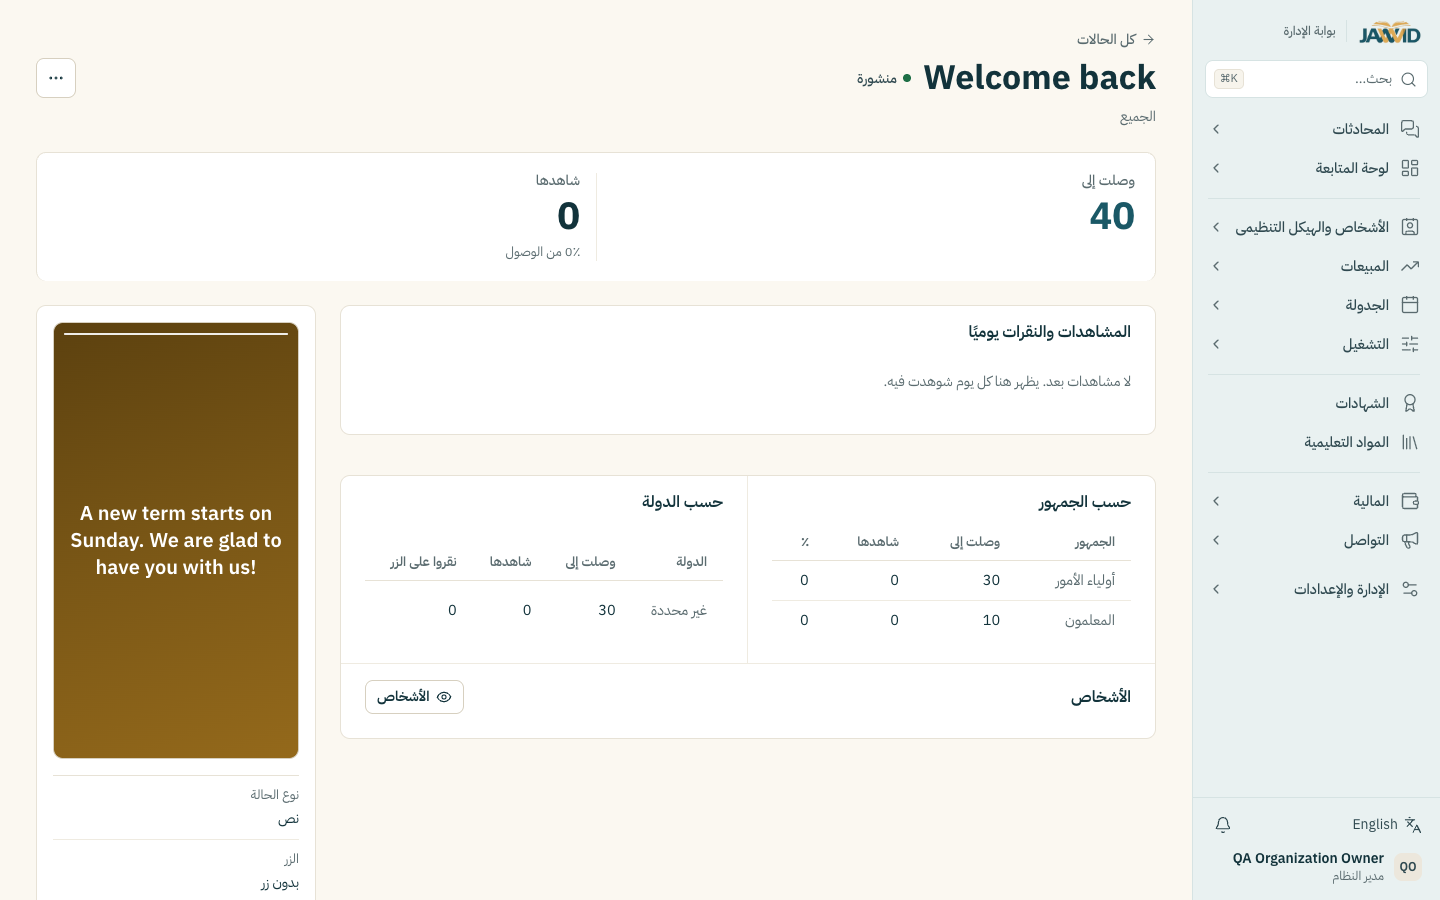 JAWWID
بوابة الإدارة
بحث...
⌘K
المحادثات
لوحة المتابعة
الأشخاص والهيكل التنظيمي
المبيعات
الجدولة
التشغيل
الشهادات
المواد التعليمية
المالية
التواصل
الإدارة والإعدادات
English
QO
QA Organization Owner
مدير النظام
كل الحالات
Welcome back
منشورة
الجميع
وصلت إلى
40
شاهدها
0
0٪ من الوصول
المشاهدات والنقرات يوميًا
لا مشاهدات بعد. يظهر هنا كل يوم شوهدت فيه.
حسب الجمهور
الجمهور وصلت إلى شاهدها ٪
أولياء الأمور 30 0 0
المعلمون 10 0 0
حسب الدولة
الدولة وصلت إلى شاهدها نقروا على الزر
غير محددة 30 0 0
الأشخاص
الأشخاص
A new term starts on
Sunday. We are glad to
have you with us!
نوع الحالة
نص
الزر
بدون زر